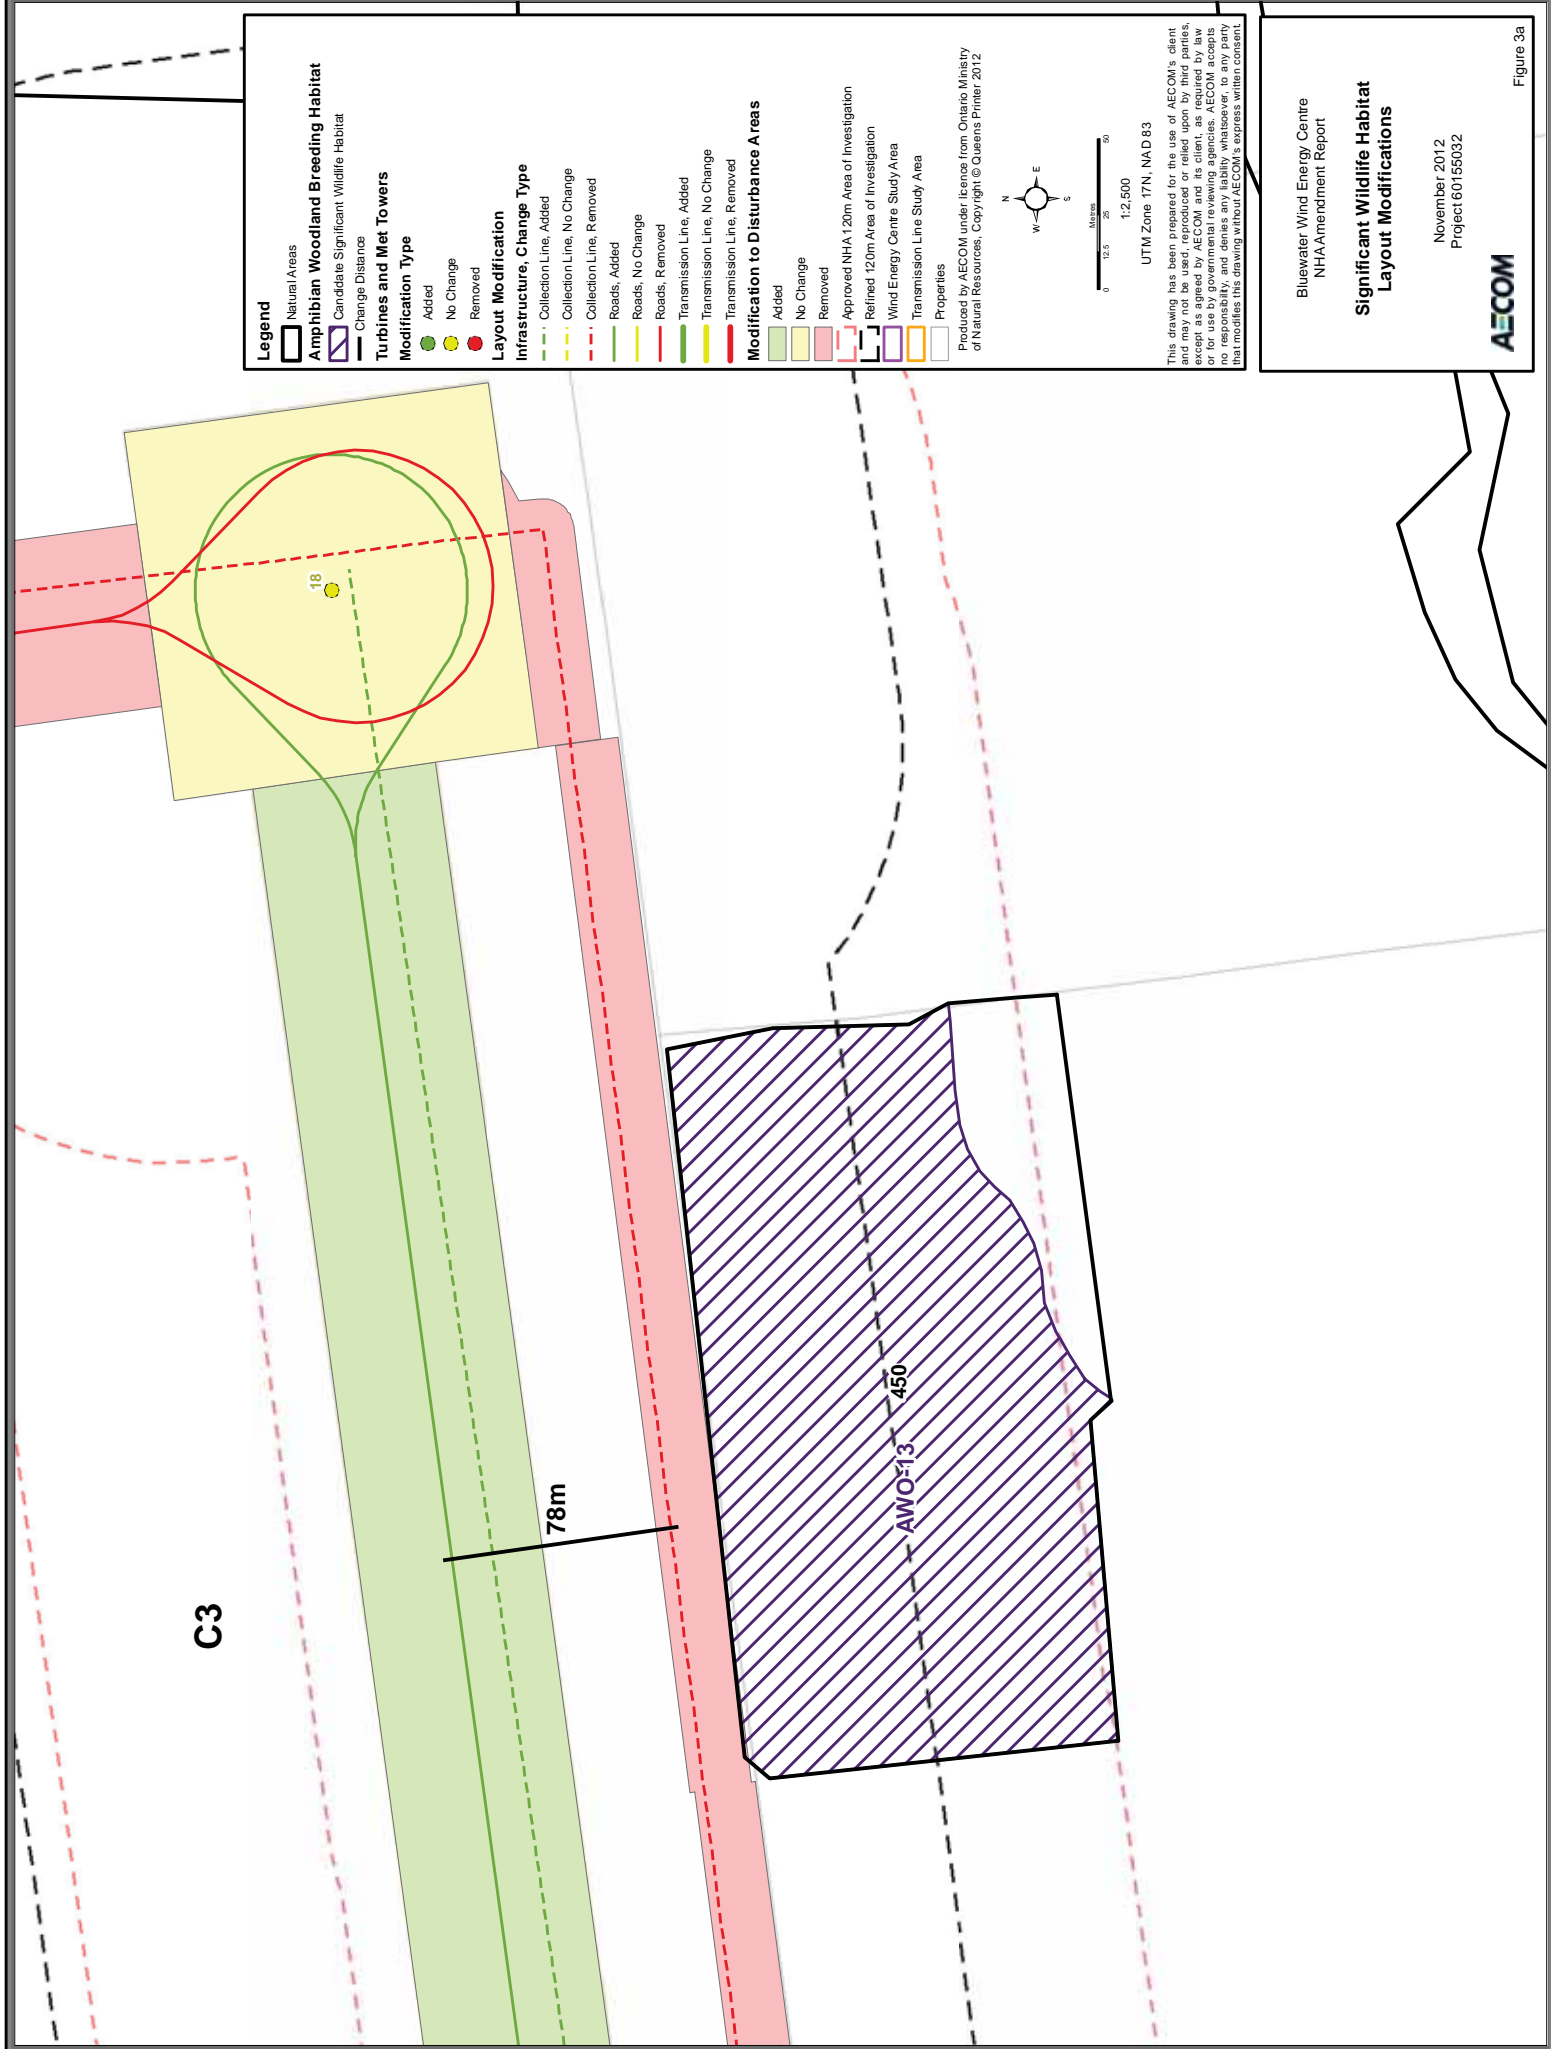 C3
18
78m
450
AWO-13
Legend
Natural Areas
Amphibian Woodland Breeding Habitat
Candidate Significant Wildlife Habitat
Change Distance
Turbines and Met Towers
Modification Type
Added
No Change
Removed
Layout Modification
Infrastructure, Change Type
Collection Line, Added
Collection Line, No Change
Collection Line, Removed
Roads, Added
Roads, No Change
Roads, Removed
Transmission Line, Added
Transmission Line, No Change
Transmission Line, Removed
Modification to Disturbance Areas
Added
No Change
Removed
Approved NHA 120m Area of Investigation
Refined 120m Area of Investigation
Wind Energy Centre Study Area
Transmission Line Study Area
Properties
Produced by AECOM under licence from Ontario Ministry
of Natural Resources, Copyright © Queens Printer 2012
N
W E
S
Metres
0 12.5 25 50
1:2,500
UTM Zone 17N, NAD 83
This drawing has been prepared for the use of AECOM's client
and may not be used, reproduced or relied upon by third parties,
except as agreed by AECOM and its client, as required by law
or for use by governmental reviewing agencies. AECOM accepts
no responsibility, and denies any liability whatsoever, to any party
that modifies this drawing without AECOM's express written consent.
Bluewater Wind Energy Centre
NHA Amendment Report
Significant Wildlife Habitat
Layout Modifications
November 2012
Project 60155032
AECOM
Figure 3a